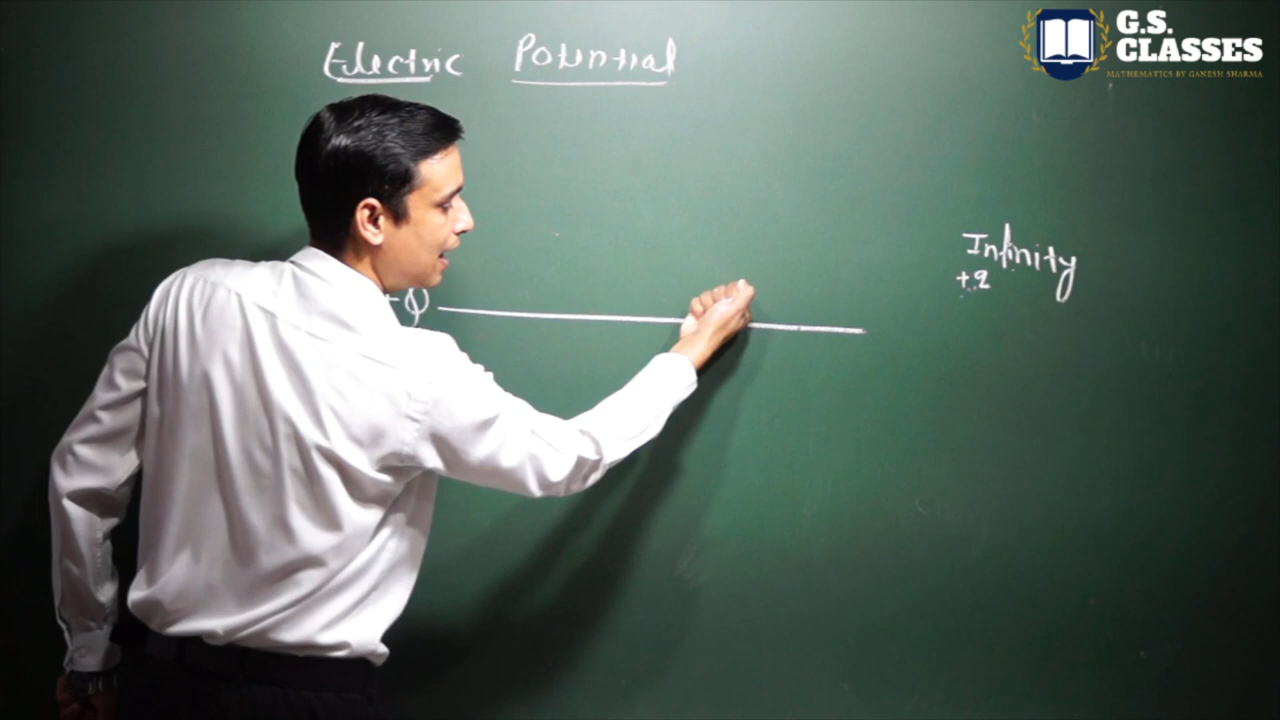 G.S.
CLASSES
MATHEMATICS BY GANESH SHARMA
Electric Potential
Infinity
+q
+Q